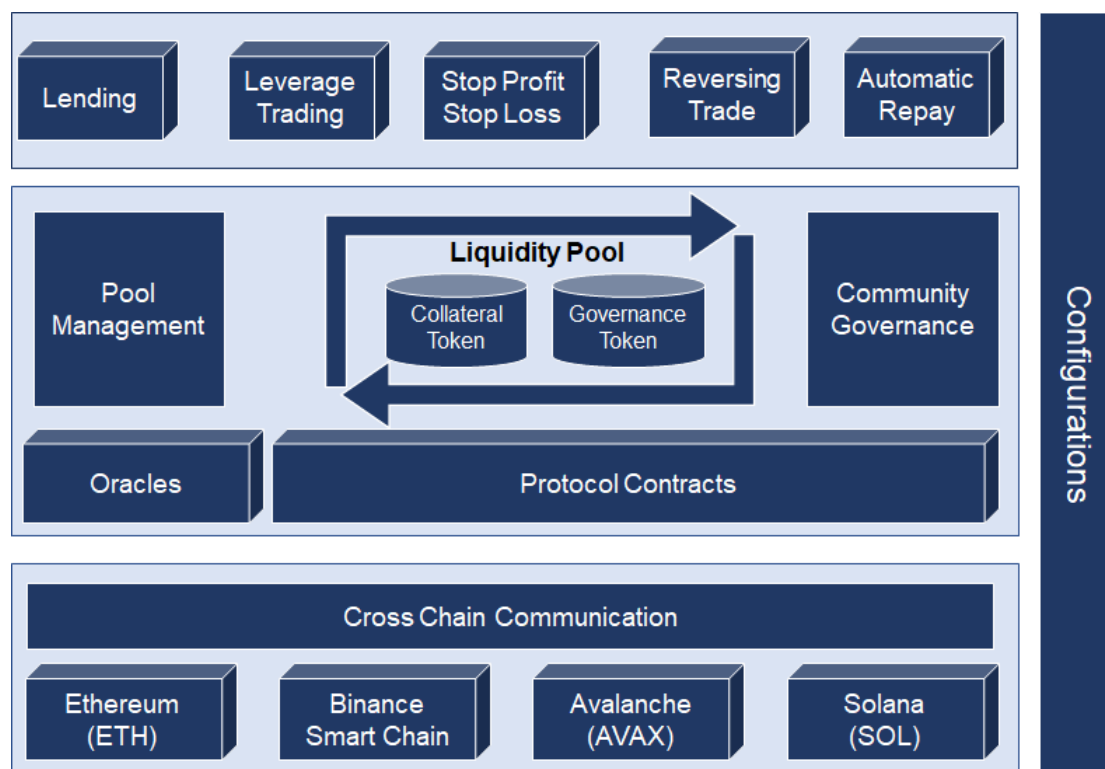 Lending
Leverage
Trading
Stop Profit
Stop Loss
Reversing
Trade
Automatic
Repay
Pool
Management
Liquidity Pool
Collateral
Token
Governance
Token
Community
Governance
Oracles
Protocol Contracts
Cross Chain Communication
Ethereum
(ETH)
Binance
Smart Chain
Avalanche
(AVAX)
Solana
(SOL)
Configurations